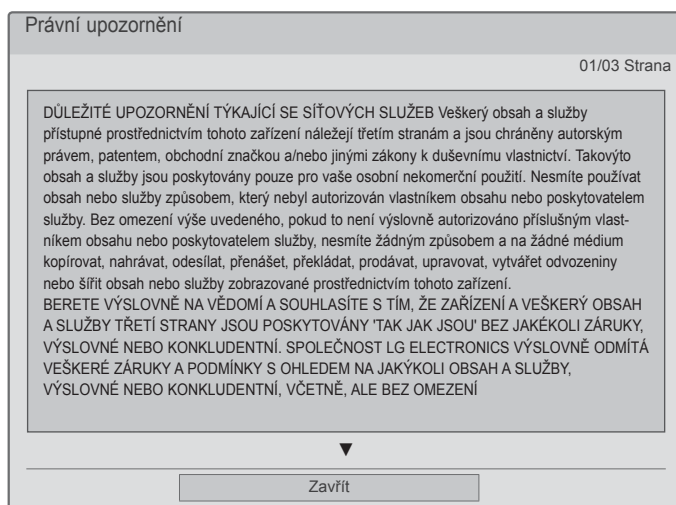 Právní upozornění
01/03 Strana
DŮLEŽITÉ UPOZORNĚNÍ TÝKAJÍCÍ SE SÍŤOVÝCH SLUŽEB Veškerý obsah a služby
přístupné prostřednictvím tohoto zařízení náležejí třetím stranám a jsou chráněny autorským
právem, patentem, obchodní značkou a/nebo jinými zákony k duševnímu vlastnictví. Takovýto
obsah a služby jsou poskytovány pouze pro vaše osobní nekomerční použití. Nesmíte používat
obsah nebo služby způsobem, který nebyl autorizován vlastníkem obsahu nebo poskytovatelem
služby. Bez omezení výše uvedeného, pokud to není výslovně autorizováno příslušným vlast-
níkem obsahu nebo poskytovatelem služby, nesmíte žádným způsobem a na žádné médium
kopírovat, nahrávat, odesílat, přenášet, překládat, prodávat, upravovat, vytvářet odvozeniny
nebo šířit obsah nebo služby zobrazované prostřednictvím tohoto zařízení.
BERETE VÝSLOVNĚ NA VĚDOMÍ A SOUHLASÍTE S TÍM, ŽE ZAŘÍZENÍ A VEŠKERÝ OBSAH
A SLUŽBY TŘETÍ STRANY JSOU POSKYTOVÁNY 'TAK JAK JSOU' BEZ JAKÉKOLI ZÁRUKY,
VÝSLOVNÉ NEBO KONKLUDENTNÍ. SPOLEČNOST LG ELECTRONICS VÝSLOVNĚ ODMÍTÁ
VEŠKERÉ ZÁRUKY A PODMÍNKY S OHLEDEM NA JAKÝKOLI OBSAH A SLUŽBY,
VÝSLOVNÉ NEBO KONKLUDENTNÍ, VČETNĚ, ALE BEZ OMEZENÍ
▼
Zavřít